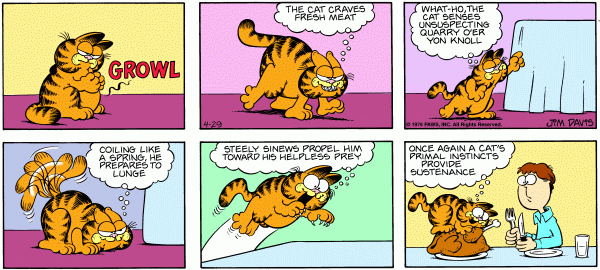 GROWL
THE CAT CRAVES
FRESH MEAT
4-29
WHAT-HO, THE
CAT SENSES
UNSUSPECTING
QUARRY O'ER
YON KNOLL
© 1979 PAWS, INC. All Rights Reserved.
JIM DAVIS
COILING LIKE
A SPRING, HE
PREPARES TO
LUNGE
STEELY SINEWS PROPEL HIM
TOWARD HIS HELPLESS PREY
ONCE AGAIN A CAT'S
PRIMAL INSTINCTS
PROVIDE
SUSTENANCE